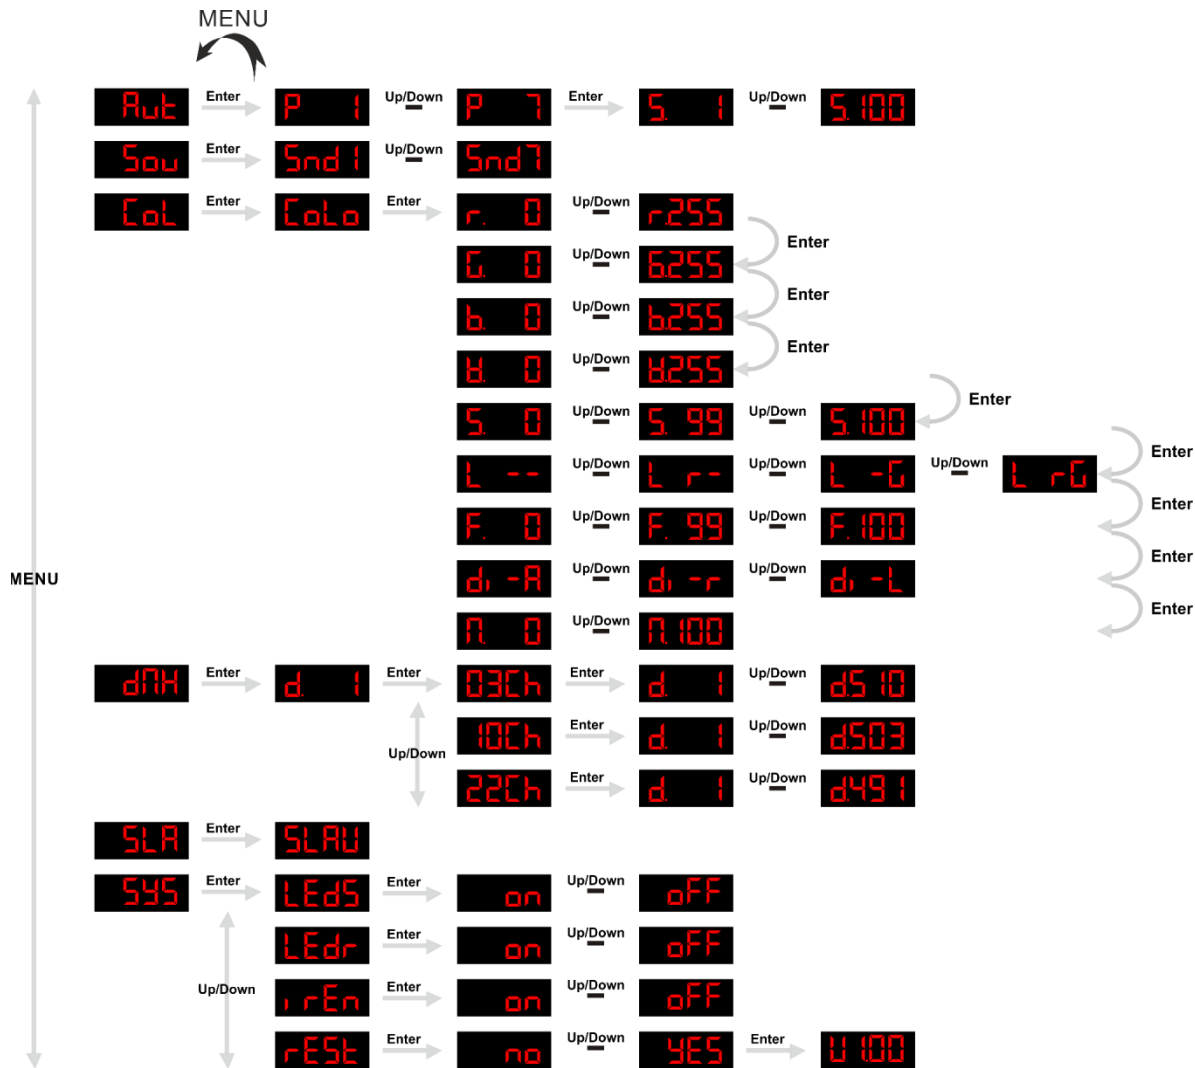 MENU
Aut Enter P 1 Up/Down P 7 Enter S. 1 Up/Down S.100
Sou Enter Snd1 Up/Down Snd7
CoL Enter CoLo Enter r. 0 Up/Down r.255
Enter
G. 0 Up/Down G.255
Enter
b. 0 Up/Down b.255
Enter
W. 0 Up/Down W.255
Enter
S. 0 Up/Down S. 99 Up/Down S.100
Enter
L -- Up/Down L r- Up/Down L -G Up/Down L rG
Enter
F. 0 Up/Down F. 99 Up/Down F.100
Enter
MENU
di -A Up/Down di -r Up/Down di -L
Enter
M. 0 Up/Down M.100
dMX Enter d. 1 Enter 03Ch Enter d. 1 Up/Down d.510
Up/Down
10Ch Enter d. 1 Up/Down d.503
22Ch Enter d. 1 Up/Down d.491
SLA Enter SLAU
SYS Enter LEdS Enter on Up/Down oFF
LEdr Enter on Up/Down oFF
Up/Down
irEn Enter on Up/Down oFF
rESt Enter no Up/Down YES Enter U1.00